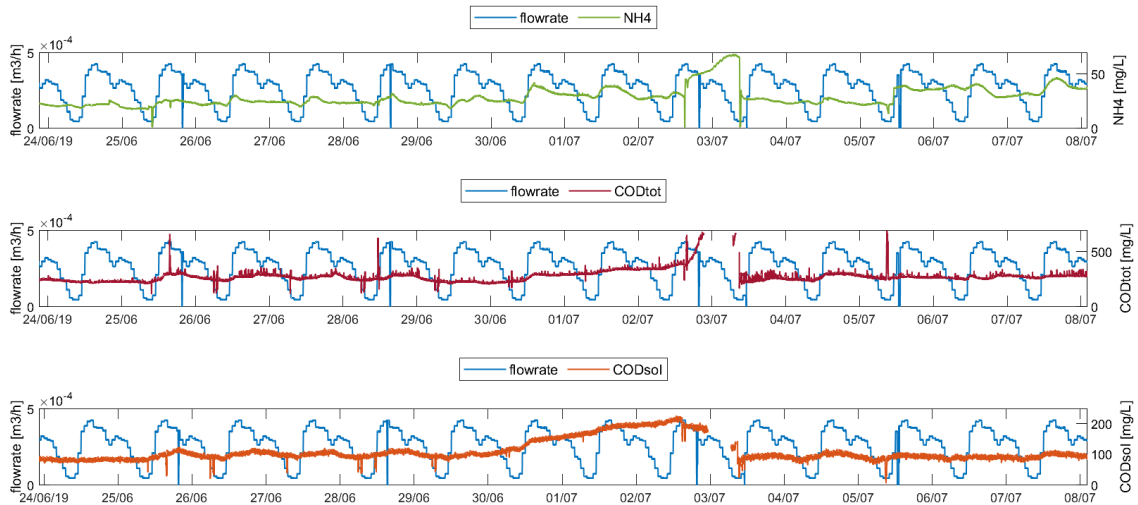 flowrate NH4
×10⁻⁴
5
0
flowrate [m3/h]
50
0
NH4 [mg/L]
24/06/19 25/06 26/06 27/06 28/06 29/06 30/06 01/07 02/07 03/07 04/07 05/07 06/07 07/07 08/07
flowrate CODtot
×10⁻⁴
5
0
flowrate [m3/h]
500
0
CODtot [mg/L]
24/06/19 25/06 26/06 27/06 28/06 29/06 30/06 01/07 02/07 03/07 04/07 05/07 06/07 07/07 08/07
flowrate CODsol
×10⁻⁴
5
0
flowrate [m3/h]
200
100
0
CODsol [mg/L]
24/06/19 25/06 26/06 27/06 28/06 29/06 30/06 01/07 02/07 03/07 04/07 05/07 06/07 07/07 08/07